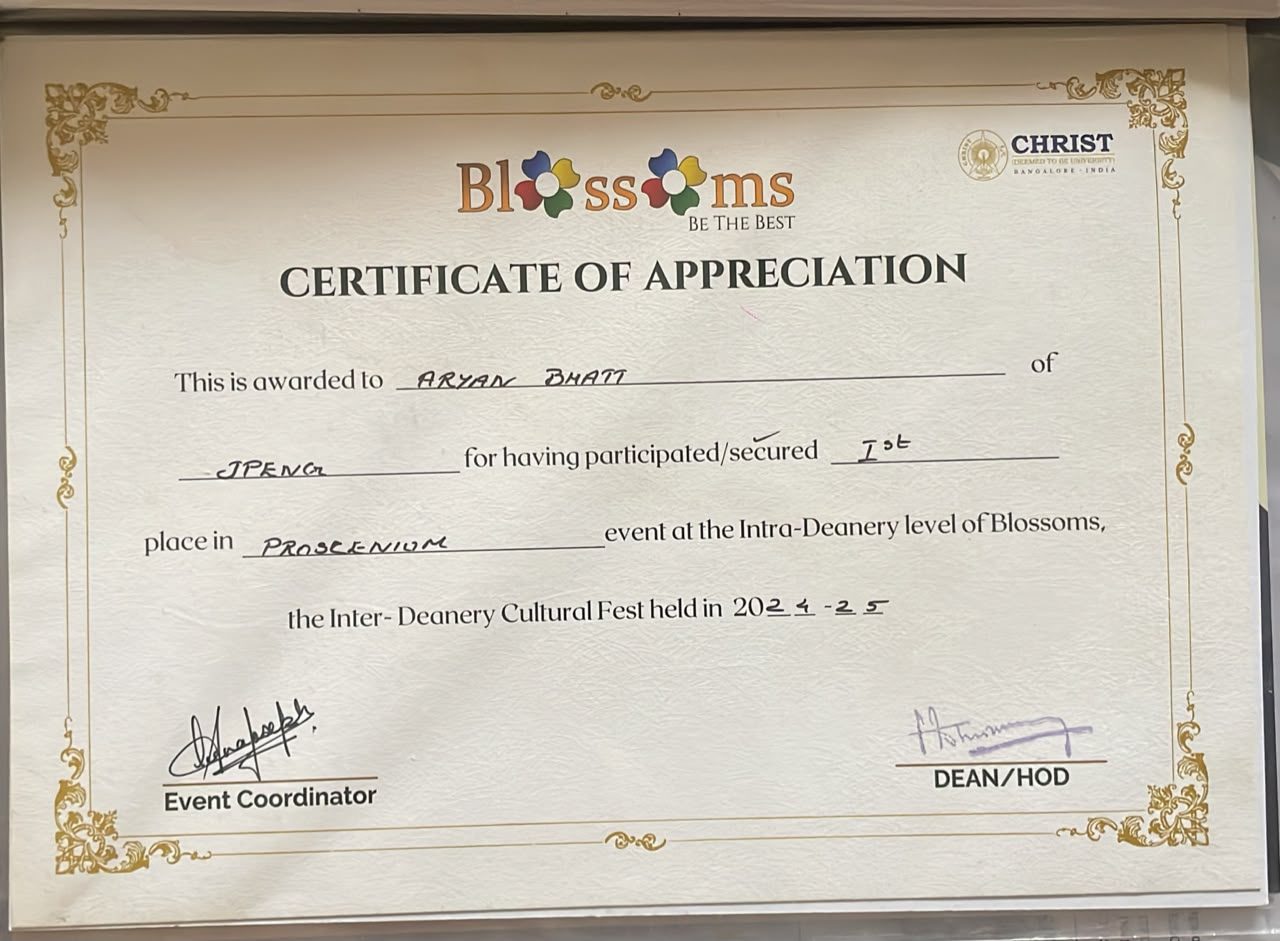 Blossoms
BE THE BEST
CHRIST
(DEEMED TO BE UNIVERSITY)
BANGALORE · INDIA
CERTIFICATE OF APPRECIATION
This is awarded to ARYAN BHATT of
JPENG for having participated/secured Ist
place in PROSCENIUM event at the Intra-Deanery level of Blossoms,
the Inter- Deanery Cultural Fest held in 2024-25
Event Coordinator
DEAN/HOD